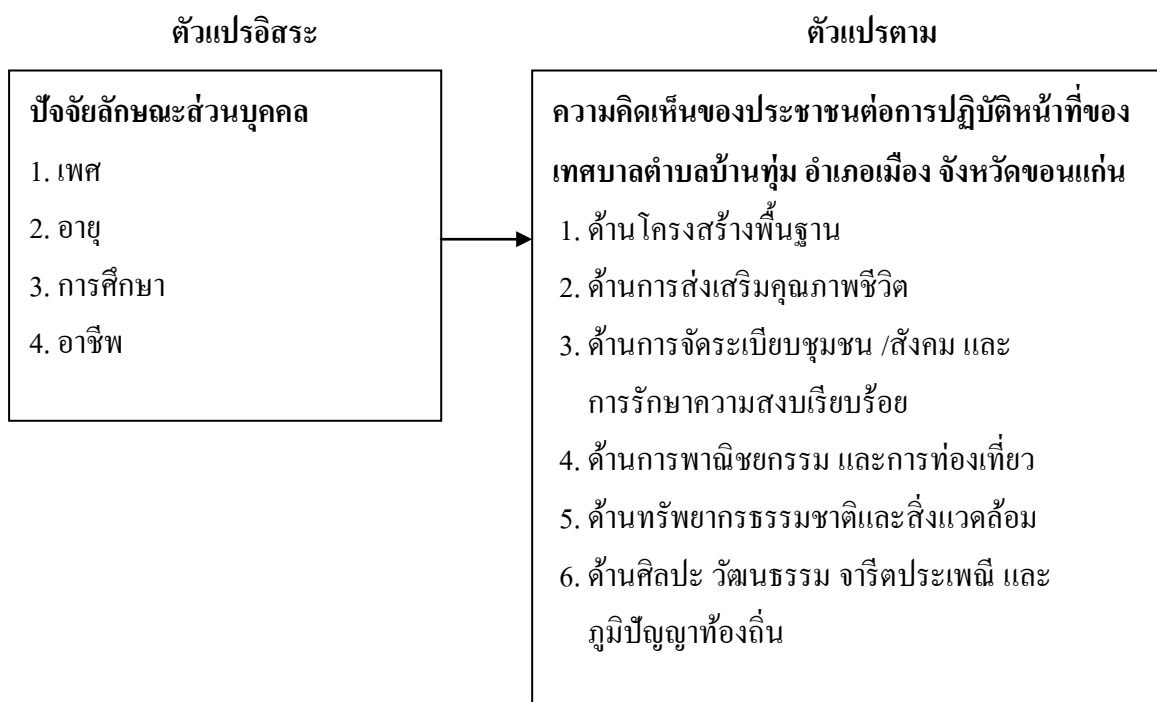 ตัวแปรอิสระ
ปัจจัยลักษณะส่วนบุคคล
1. เพศ
2. อายุ
3. การศึกษา
4. อาชีพ
ตัวแปรตาม
ความคิดเห็นของประชาชนต่อการปฏิบัติหน้าที่ของ
เทศบาลตำบลบ้านทุ่ม อำเภอเมือง จังหวัดขอนแก่น
1. ด้านโครงสร้างพื้นฐาน
2. ด้านการส่งเสริมคุณภาพชีวิต
3. ด้านการจัดระเบียบชุมชน /สังคม และ
การรักษาความสงบเรียบร้อย
4. ด้านการพาณิชยกรรม และการท่องเที่ยว
5. ด้านทรัพยากรธรรมชาติและสิ่งแวดล้อม
6. ด้านศิลปะ วัฒนธรรม จารีตประเพณี และ
ภูมิปัญญาท้องถิ่น